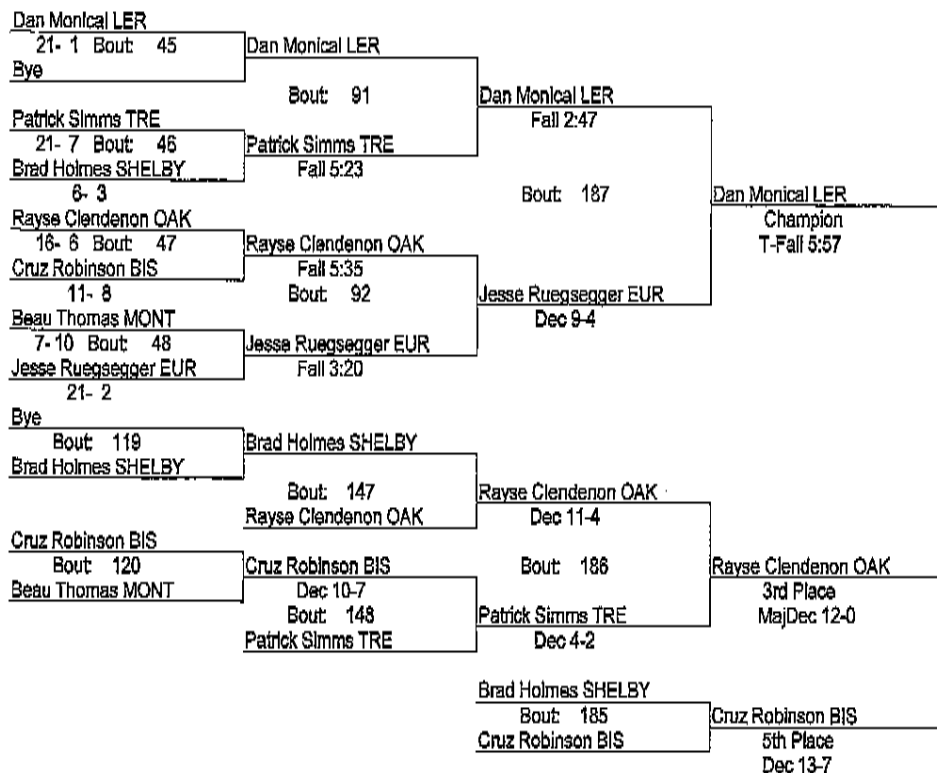 Dan Monical LER
21- 1 Bout: 45
Bye
Dan Monical LER
Bout: 91
Patrick Simms TRE
21- 7 Bout: 46
Brad Holmes SHELBY
6- 3
Patrick Simms TRE
Fall 5:23
Dan Monical LER
Fall 2:47
Rayse Clendenon OAK
16- 6 Bout: 47
Cruz Robinson BIS
11- 8
Rayse Clendenon OAK
Fall 5:35
Bout: 92
Beau Thomas MONT
7- 10 Bout: 48
Jesse Ruegsegger EUR
21- 2
Jesse Ruegsegger EUR
Fall 3:20
Jesse Ruegsegger EUR
Dec 9-4
Bout: 187
Dan Monical LER
Champion
T-Fall 5:57
Bye
Bout: 119
Brad Holmes SHELBY
Brad Holmes SHELBY
Bout: 147
Rayse Clendenon OAK
Rayse Clendenon OAK
Dec 11-4
Cruz Robinson BIS
Bout: 120
Beau Thomas MONT
Cruz Robinson BIS
Dec 10-7
Bout: 148
Patrick Simms TRE
Patrick Simms TRE
Dec 4-2
Bout: 186
Rayse Clendenon OAK
3rd Place
MajDec 12-0
Brad Holmes SHELBY
Bout: 185
Cruz Robinson BIS
Cruz Robinson BIS
5th Place
Dec 13-7